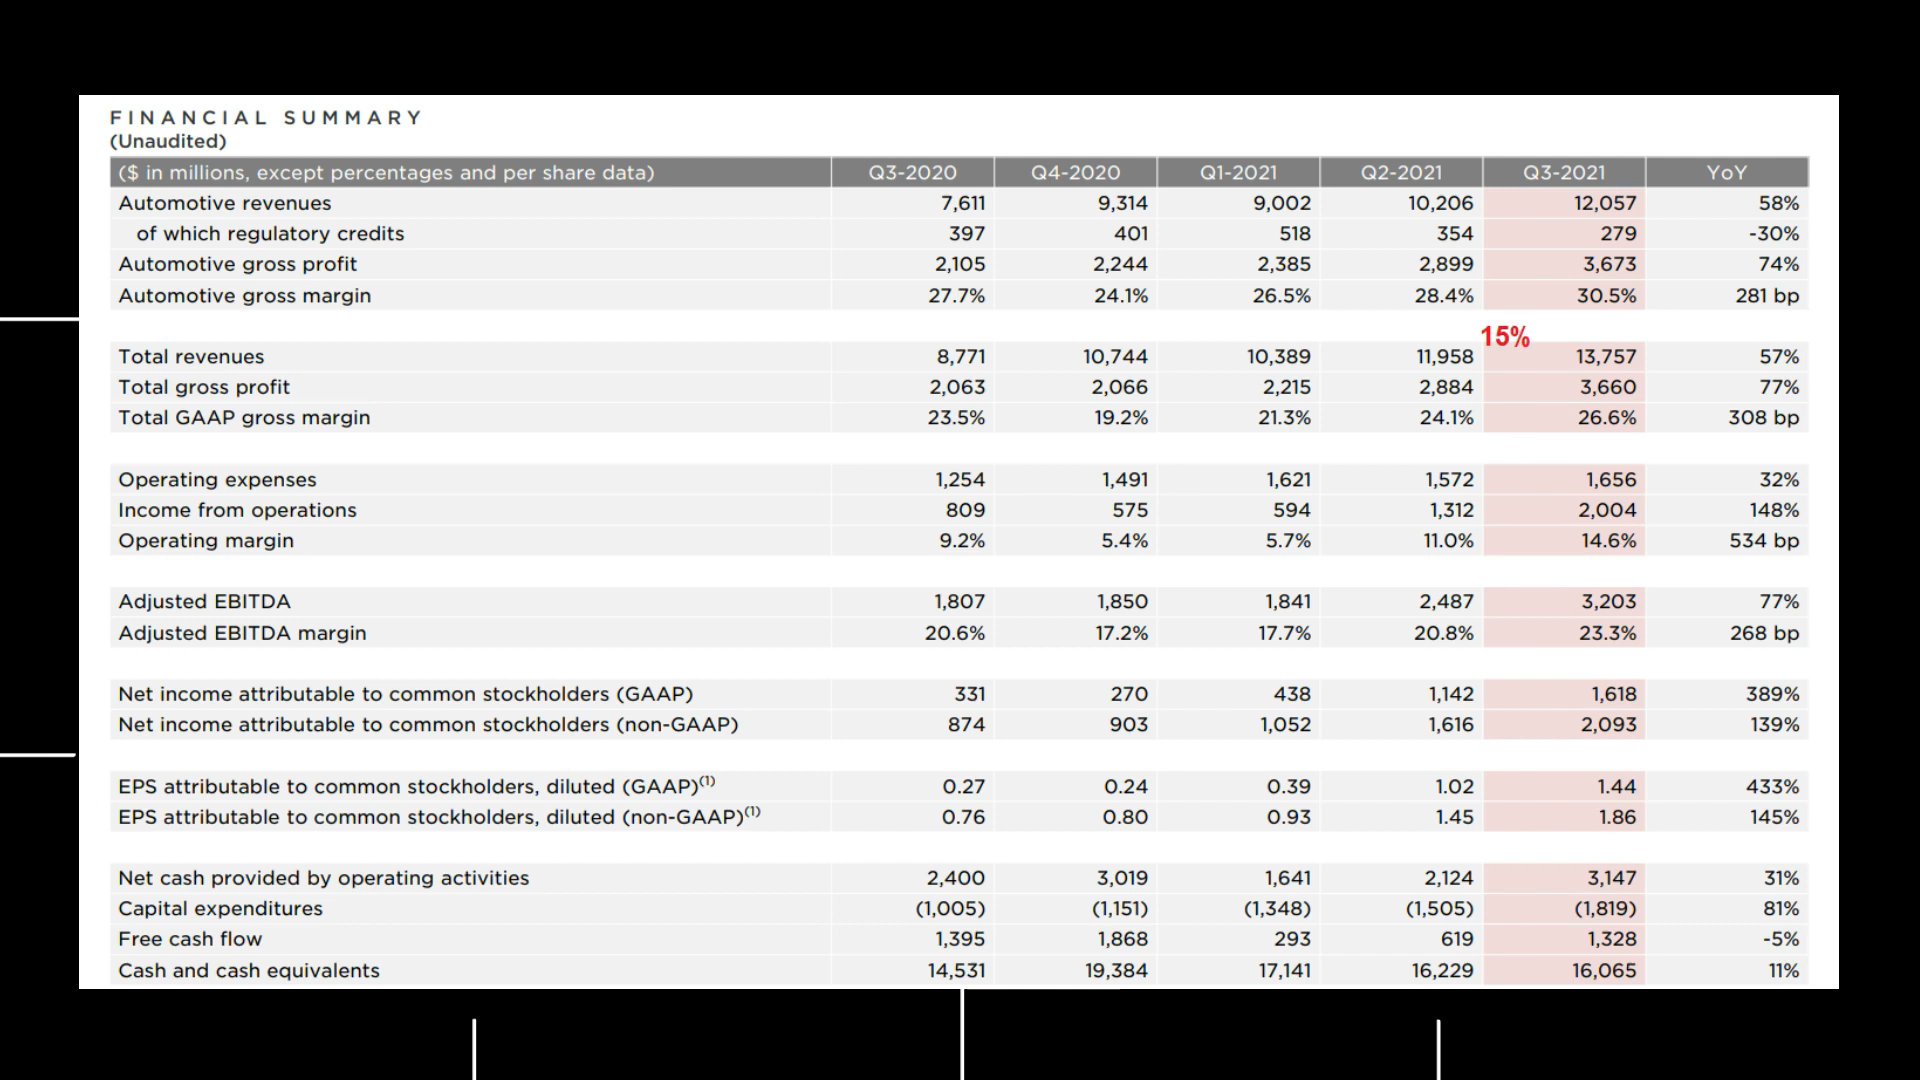 FINANCIAL SUMMARY
(Unaudited)
($ in millions, except percentages and per share data) Q3-2020 Q4-2020 Q1-2021 Q2-2021 Q3-2021 YoY
Automotive revenues 7,611 9,314 9,002 10,206 12,057 58%
of which regulatory credits 397 401 518 354 279 -30%
Automotive gross profit 2,105 2,244 2,385 2,899 3,673 74%
Automotive gross margin 27.7% 24.1% 26.5% 28.4% 30.5% 281 bp
15%
Total revenues 8,771 10,744 10,389 11,958 13,757 57%
Total gross profit 2,063 2,066 2,215 2,884 3,660 77%
Total GAAP gross margin 23.5% 19.2% 21.3% 24.1% 26.6% 308 bp
Operating expenses 1,254 1,491 1,621 1,572 1,656 32%
Income from operations 809 575 594 1,312 2,004 148%
Operating margin 9.2% 5.4% 5.7% 11.0% 14.6% 534 bp
Adjusted EBITDA 1,807 1,850 1,841 2,487 3,203 77%
Adjusted EBITDA margin 20.6% 17.2% 17.7% 20.8% 23.3% 268 bp
Net income attributable to common stockholders (GAAP) 331 270 438 1,142 1,618 389%
Net income attributable to common stockholders (non-GAAP) 874 903 1,052 1,616 2,093 139%
EPS attributable to common stockholders, diluted (GAAP)(1) 0.27 0.24 0.39 1.02 1.44 433%
EPS attributable to common stockholders, diluted (non-GAAP)(1) 0.76 0.80 0.93 1.45 1.86 145%
Net cash provided by operating activities 2,400 3,019 1,641 2,124 3,147 31%
Capital expenditures (1,005) (1,151) (1,348) (1,505) (1,819) 81%
Free cash flow 1,395 1,868 293 619 1,328 -5%
Cash and cash equivalents 14,531 19,384 17,141 16,229 16,065 11%